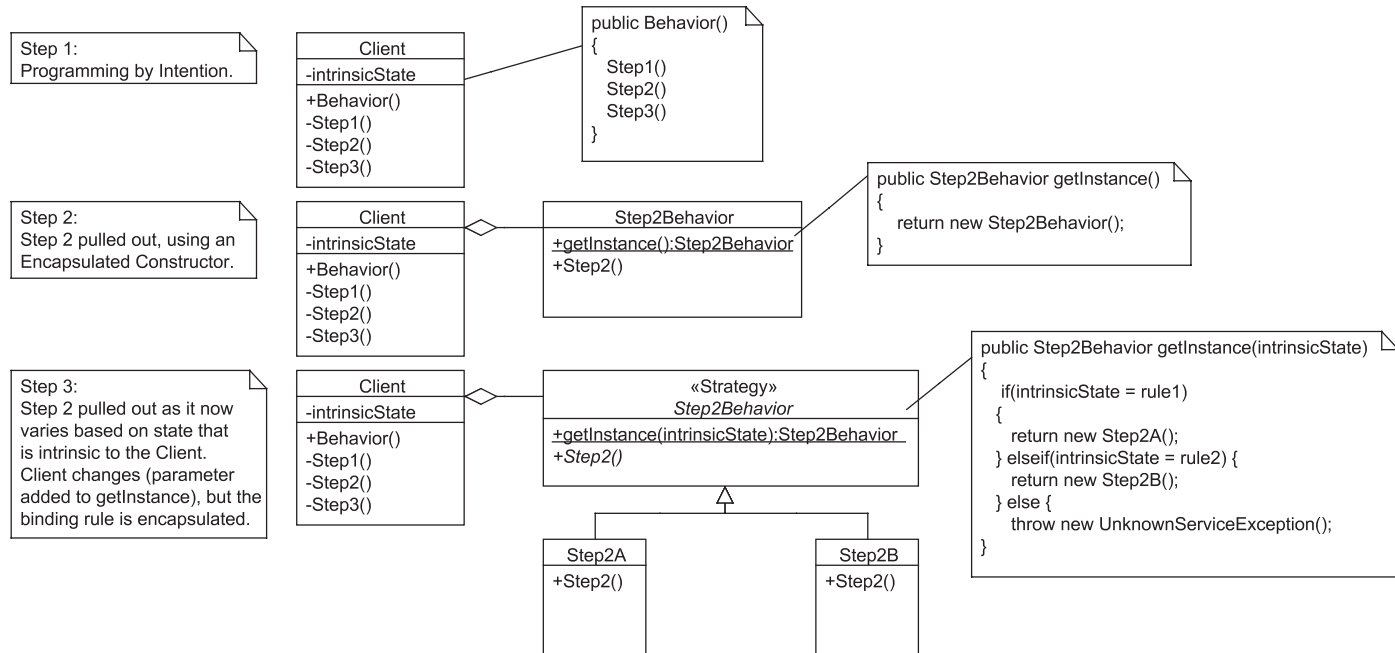 Step 1:
Programming by Intention.
Client
-intrinsicState
+Behavior()
-Step1()
-Step2()
-Step3()
public Behavior()
{
Step1()
Step2()
Step3()
}
Step 2:
Step 2 pulled out, using an
Encapsulated Constructor.
Client
-intrinsicState
+Behavior()
-Step1()
-Step2()
-Step3()
Step2Behavior
+getInstance():Step2Behavior
+Step2()
public Step2Behavior getInstance()
{
return new Step2Behavior();
}
Step 3:
Step 2 pulled out as it now
varies based on state that
is intrinsic to the Client.
Client changes (parameter
added to getInstance), but the
binding rule is encapsulated.
Client
-intrinsicState
+Behavior()
-Step1()
-Step2()
-Step3()
«Strategy»
Step2Behavior
+getInstance(intrinsicState):Step2Behavior
+Step2()
public Step2Behavior getInstance(intrinsicState)
{
if(intrinsicState = rule1)
{
return new Step2A();
} elseif(intrinsicState = rule2) {
return new Step2B();
} else {
throw new UnknownServiceException();
}
Step2A
+Step2()
Step2B
+Step2()